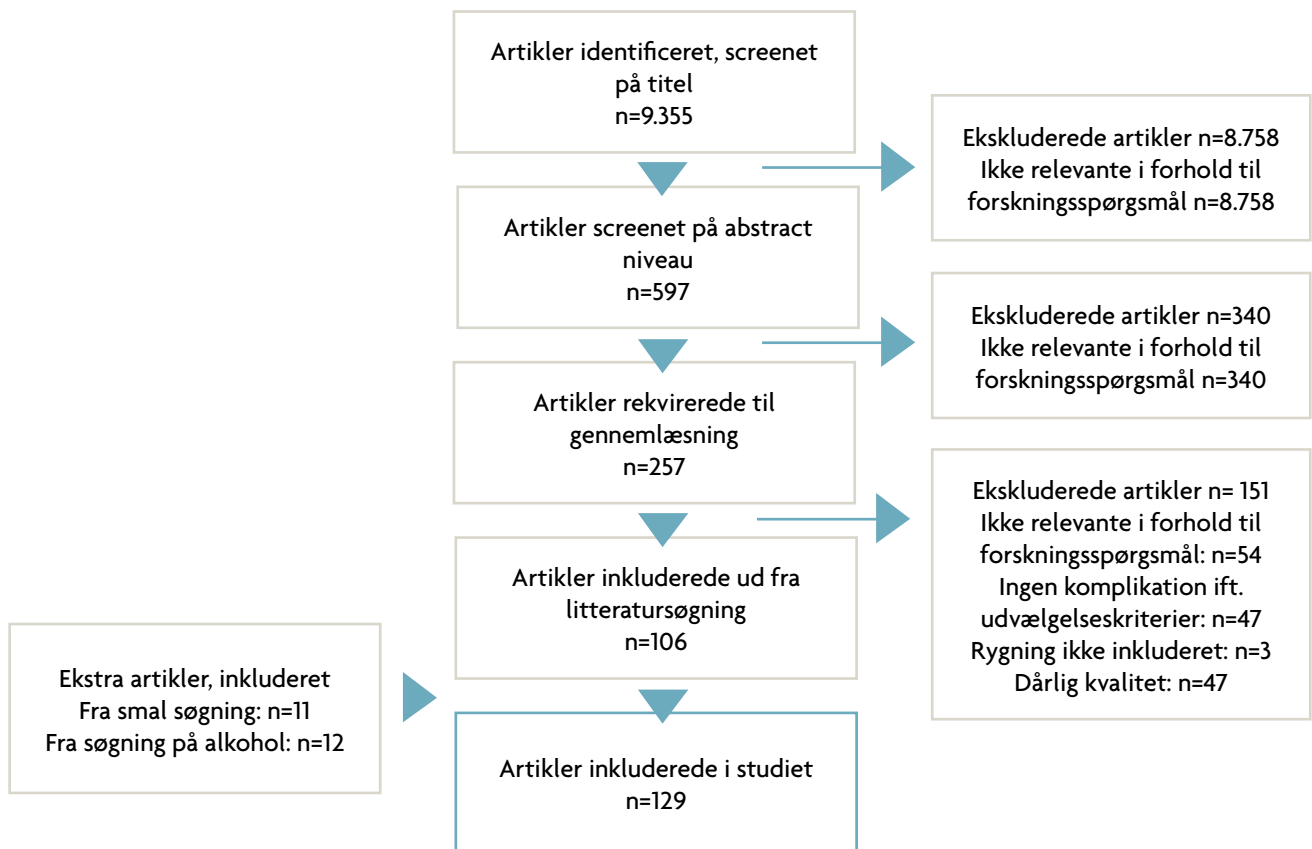 Artikler identificeret, screenet
på titel
n=9.355
Ekskluderede artikler n=8.758
Ikke relevante i forhold til
forskningsspørgsmål n=8.758
Artikler screenet på abstract
niveau
n=597
Ekskluderede artikler n=340
Ikke relevante i forhold til
forskningsspørgsmål n=340
Artikler rekvirerede til
gennemlæsning
n=257
Ekskluderede artikler n= 151
Ikke relevante i forhold til
forskningsspørgsmål: n=54
Ingen komplikation ift.
udvælgelseskriterier: n=47
Rygning ikke inkluderet: n=3
Dårlig kvalitet: n=47
Artikler inkluderede ud fra
litteratursøgning
n=106
Ekstra artikler, inkluderet
Fra smal søgning: n=11
Fra søgning på alkohol: n=12
Artikler inkluderede i studiet
n=129